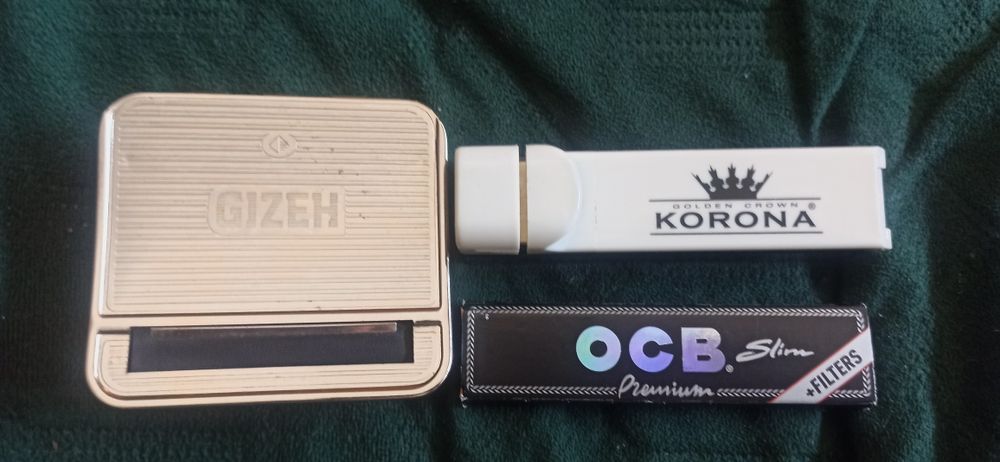 GIZEH
GOLDEN CROWN
KORONA®
OCB® Slim
Premium
+FILTERS